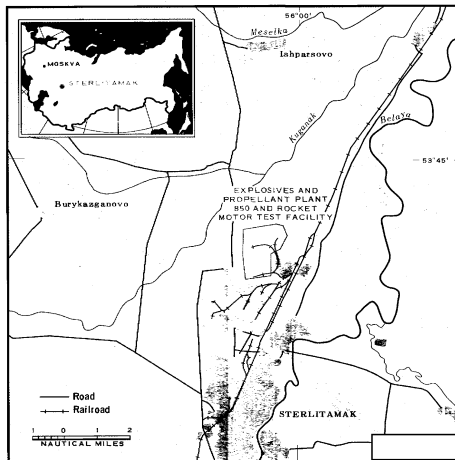 MOSKVA
STERLITAMAK
56°00'
Meselka
Ishparsovo
Kuganak
Belaya
53°45'
EXPLOSIVES AND
PROPELLANT PLANT
850 AND ROCKET
MOTOR TEST FACILITY
Burykazganovo
Road
Railroad
1 0 1 2
NAUTICAL MILES
STERLITAMAK